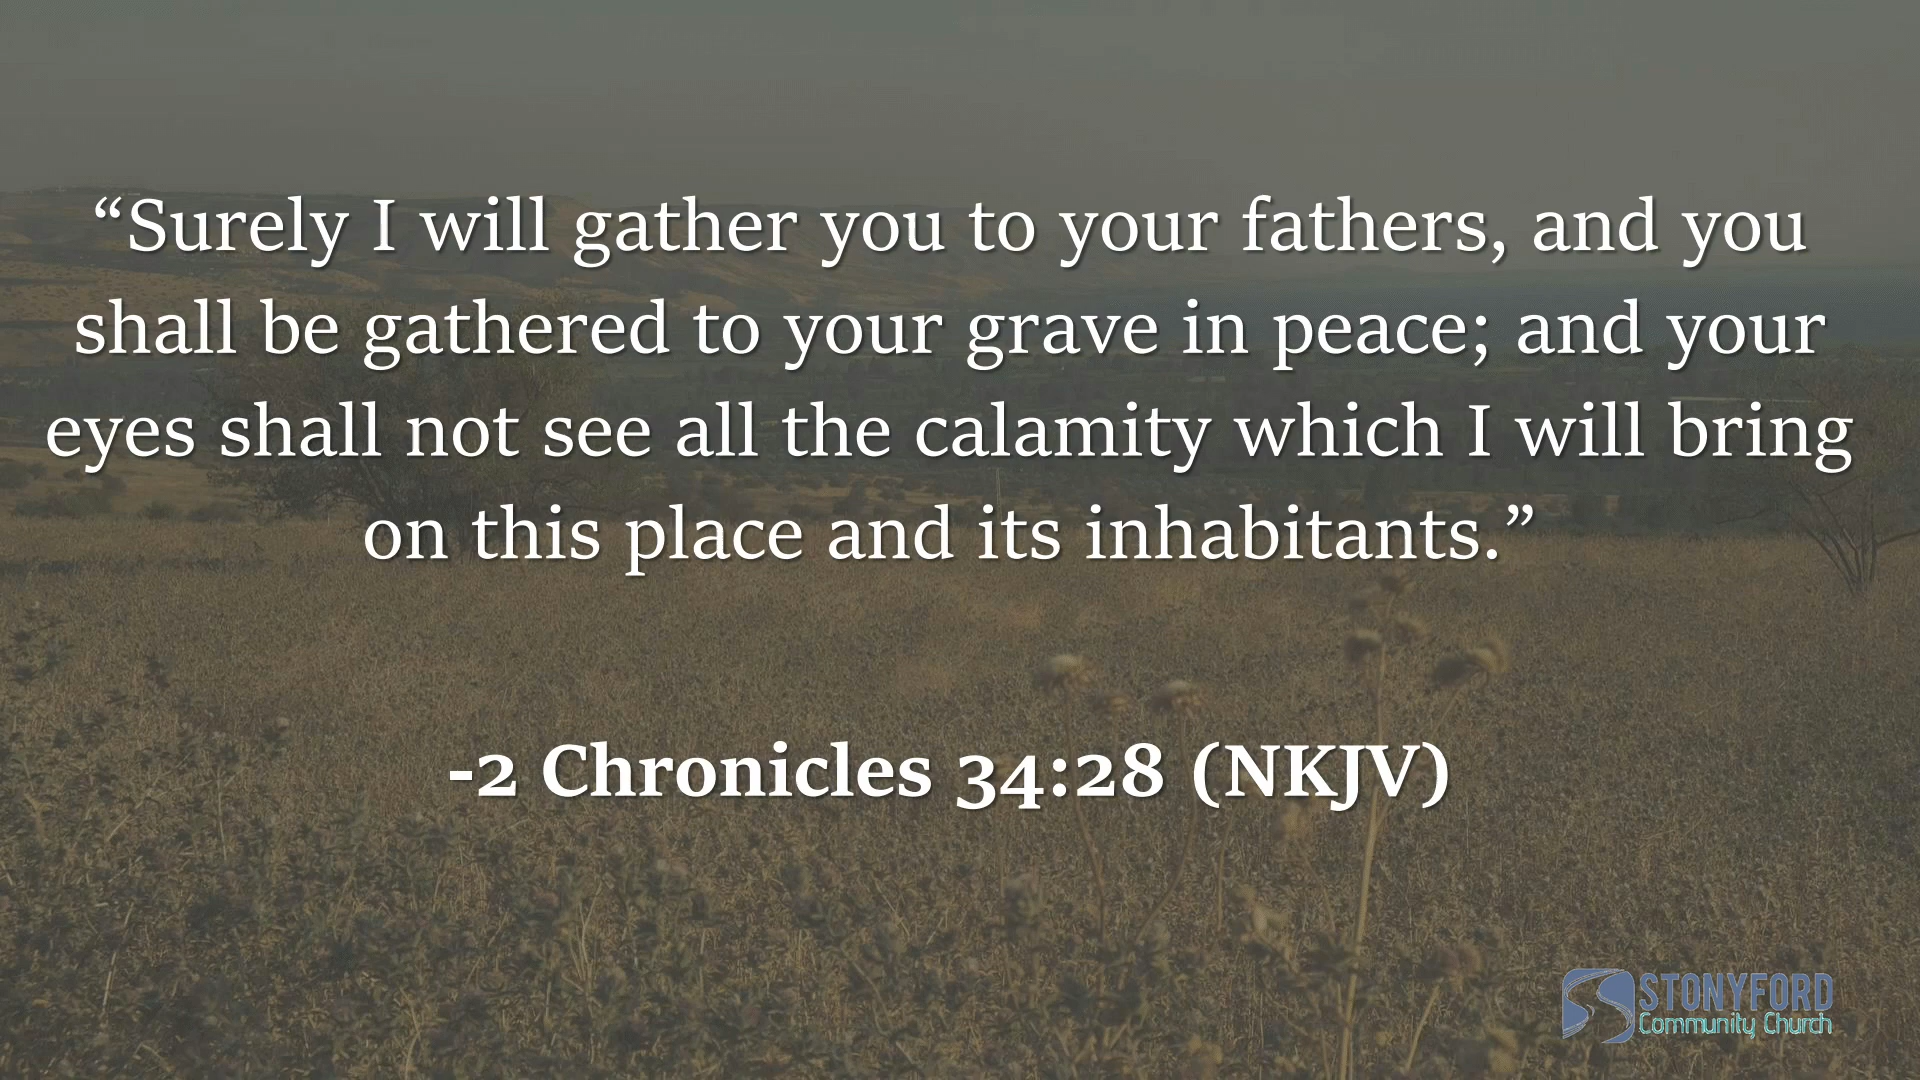 “Surely I will gather you to your fathers, and you
shall be gathered to your grave in peace; and your
eyes shall not see all the calamity which I will bring
on this place and its inhabitants.”
-2 Chronicles 34:28 (NKJV)
STONYFORD
Community Church